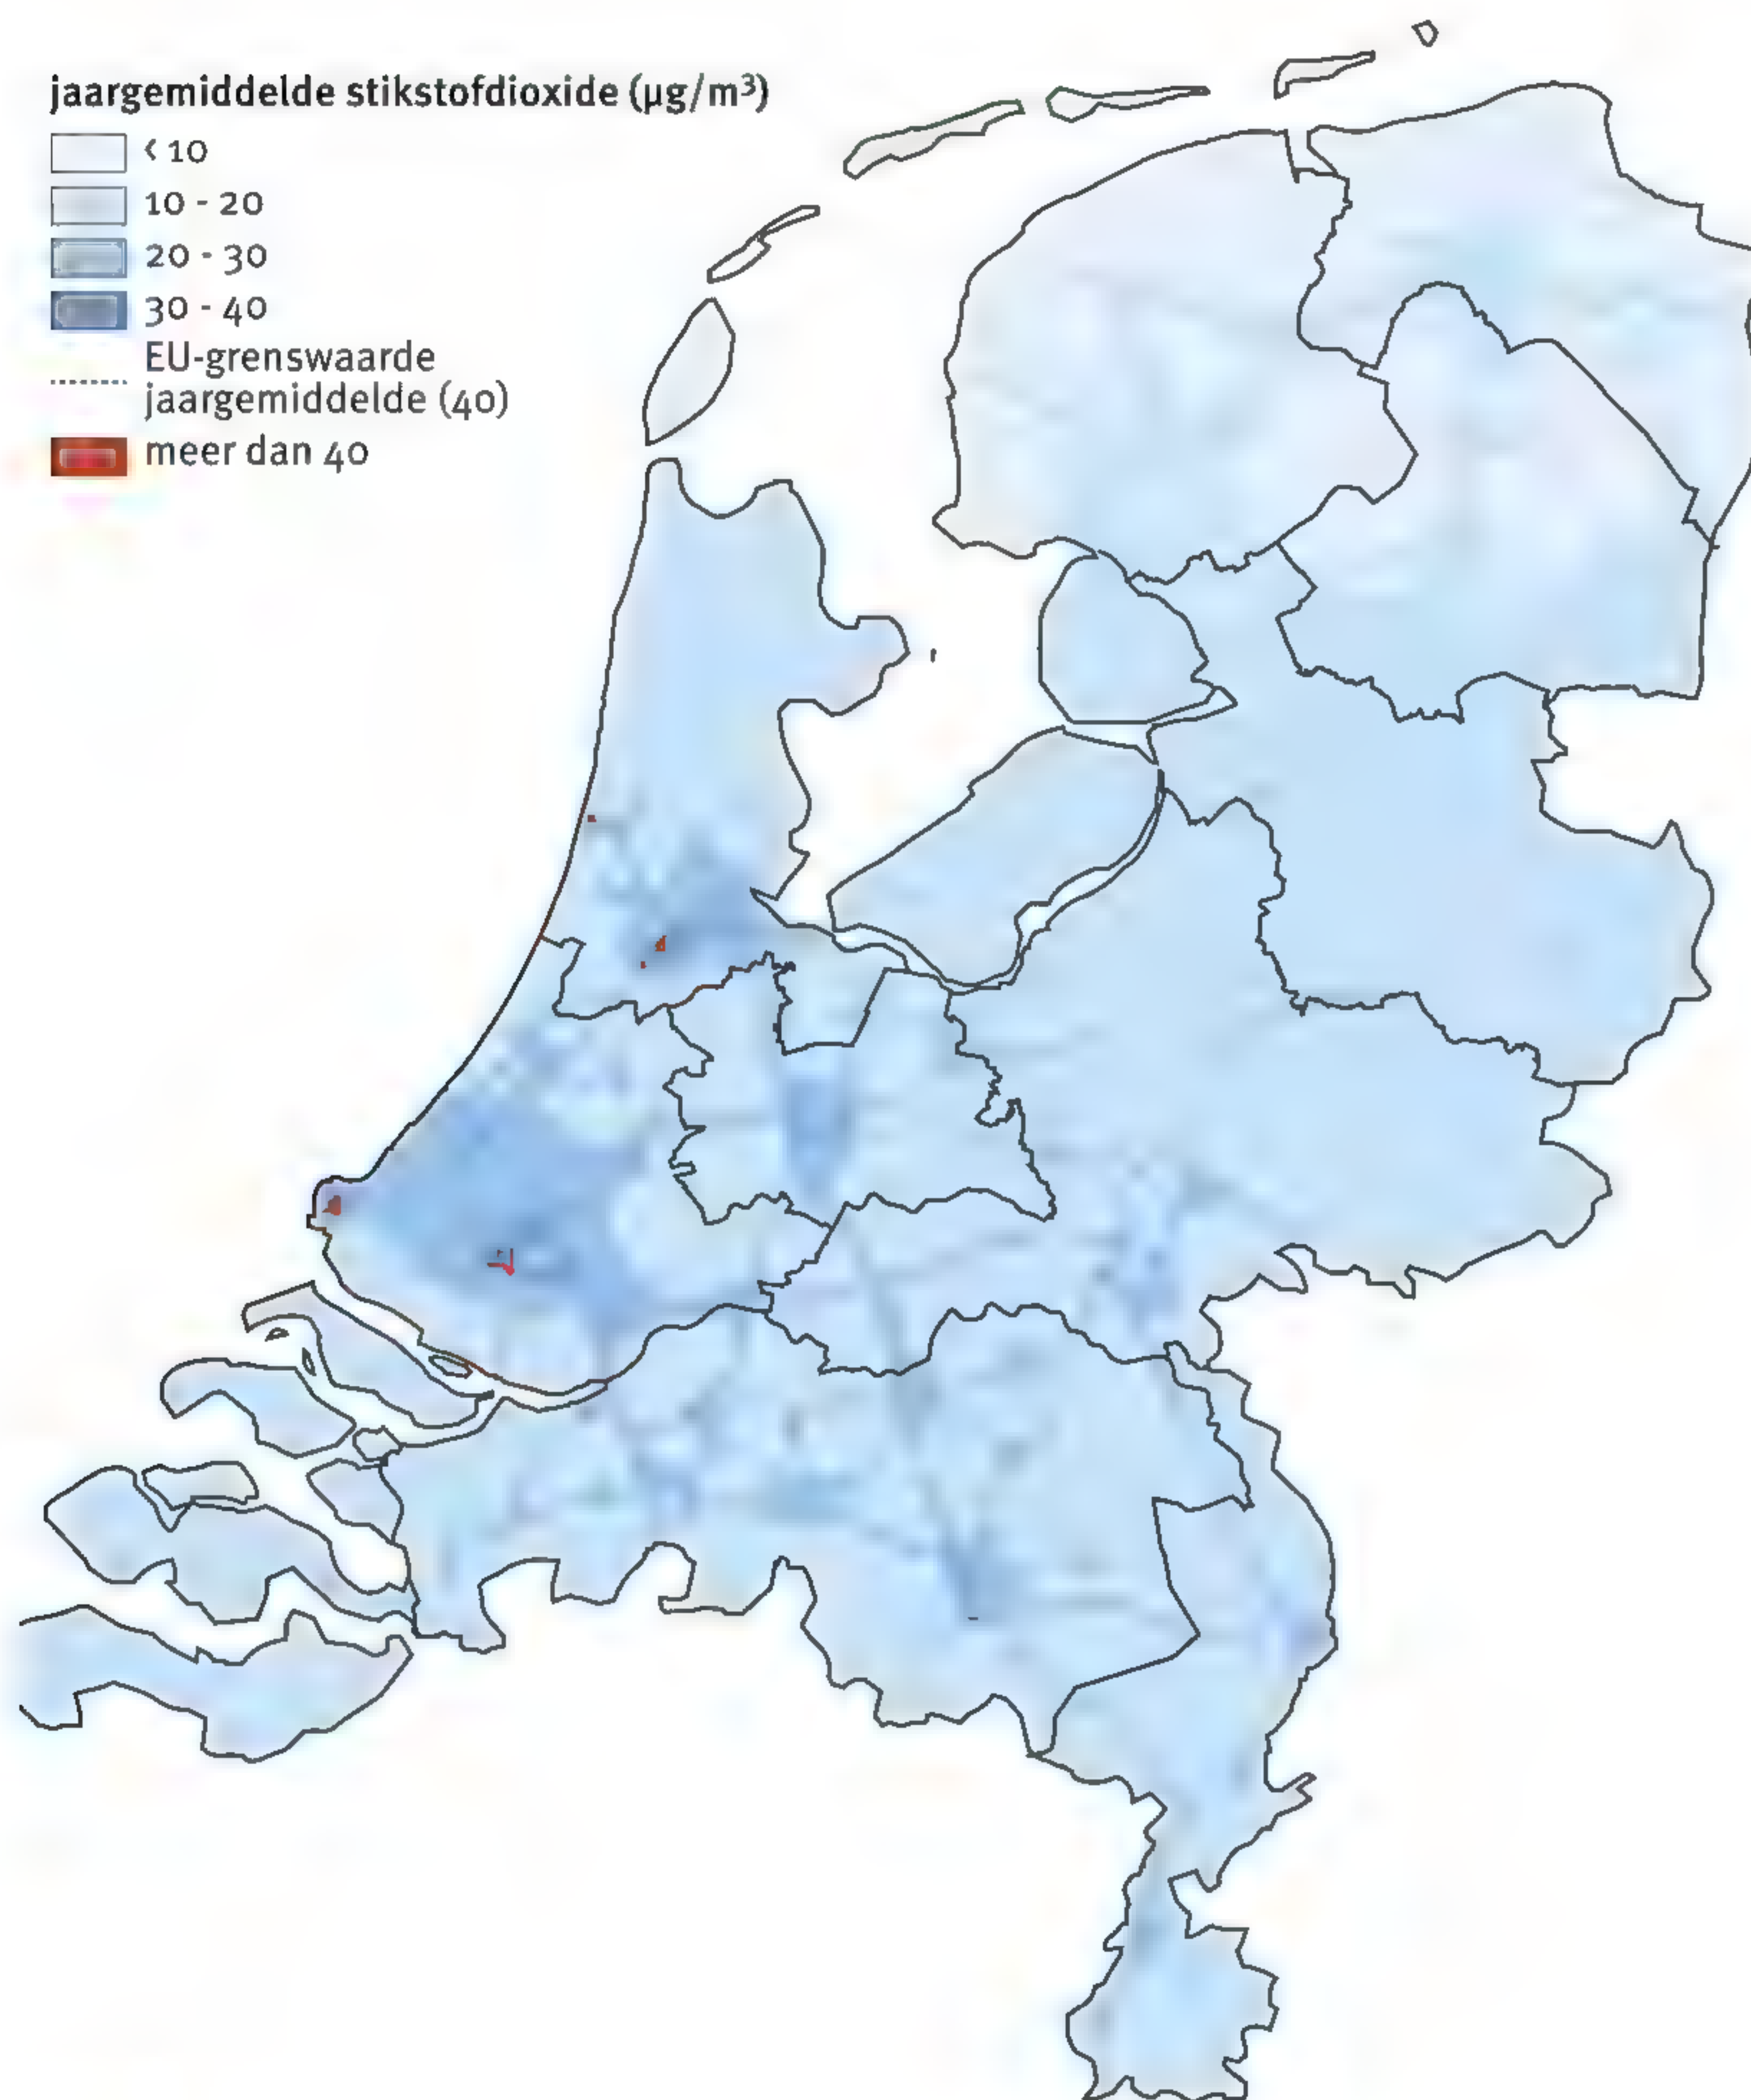 jaargemiddelde stikstofdioxide (µg/m³)
< 10
10 - 20
20 - 30
30 - 40
EU-grenswaarde
jaargemiddelde (40)
meer dan 40